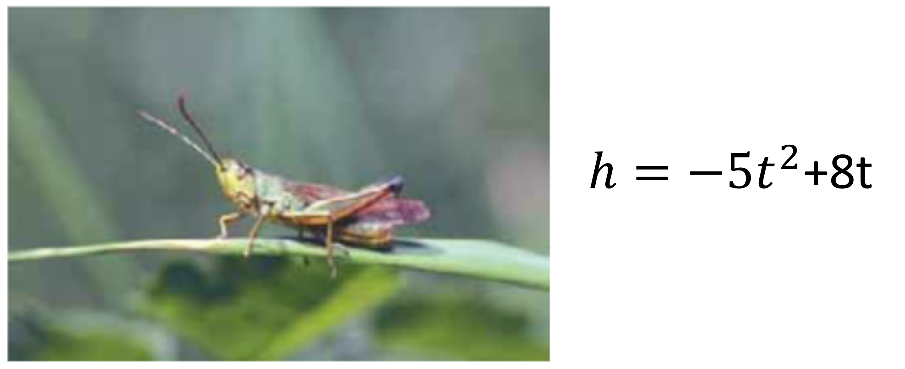 h = −5t²+8t